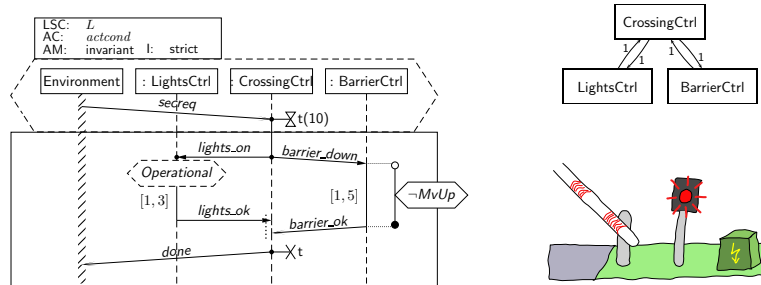 LSC: L
AC: actcond
AM: invariant I: strict
Environment : LightsCtrl : CrossingCtrl : BarrierCtrl
secreq
t(10)
lights_on barrier_down
Operational
[1, 3] [1, 5] ¬MvUp
lights_ok barrier_ok
done t
CrossingCtrl
1 1
1 1
LightsCtrl BarrierCtrl